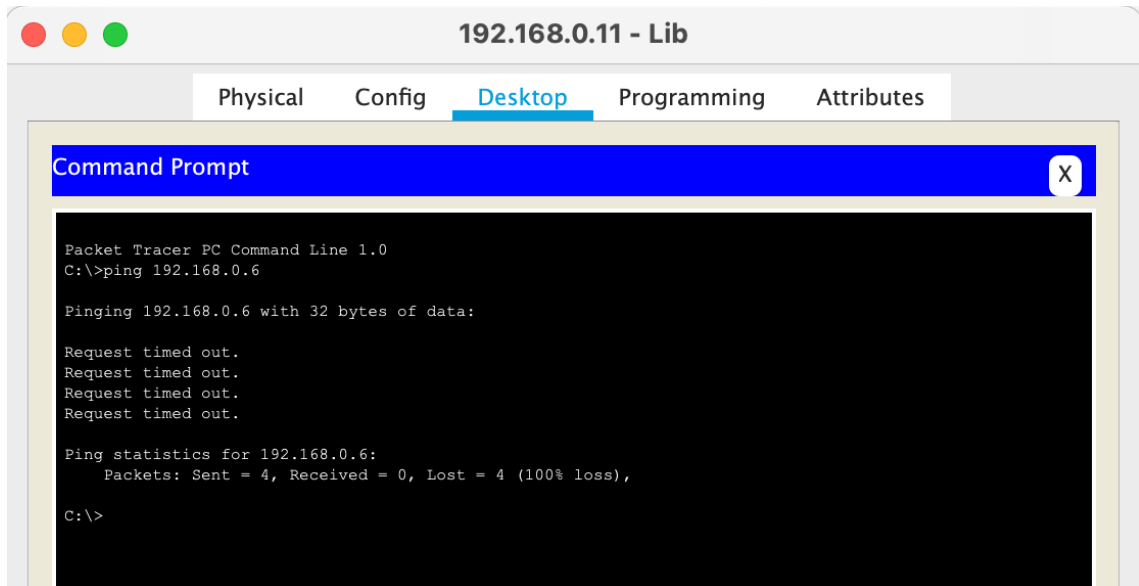 192.168.0.11 - Lib
Physical Config Desktop Programming Attributes
Command Prompt
X
Packet Tracer PC Command Line 1.0
C:\>ping 192.168.0.6
Pinging 192.168.0.6 with 32 bytes of data:
Request timed out.
Request timed out.
Request timed out.
Request timed out.
Ping statistics for 192.168.0.6:
    Packets: Sent = 4, Received = 0, Lost = 4 (100% loss),
C:\>